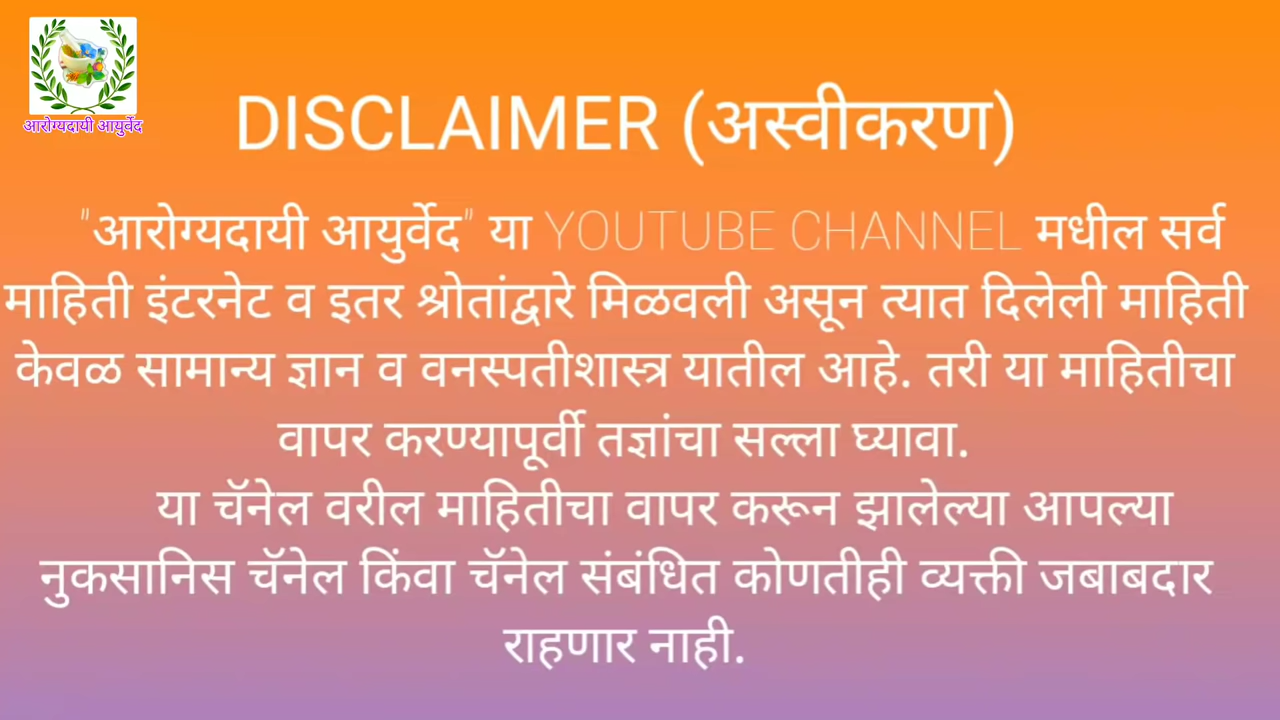 आरोग्यदायी आयुर्वेद
DISCLAIMER (अस्वीकरण)
"आरोग्यदायी आयुर्वेद" या YOUTUBE CHANNEL मधील सर्व
माहिती इंटरनेट व इतर श्रोतांद्वारे मिळवली असून त्यात दिलेली माहिती
केवळ सामान्य ज्ञान व वनस्पतीशास्त्र यातील आहे. तरी या माहितीचा
वापर करण्यापूर्वी तज्ञांचा सल्ला घ्यावा.
या चॅनेल वरील माहितीचा वापर करून झालेल्या आपल्या
नुकसानिस चॅनेल किंवा चॅनेल संबंधित कोणतीही व्यक्ती जबाबदार
राहणार नाही.